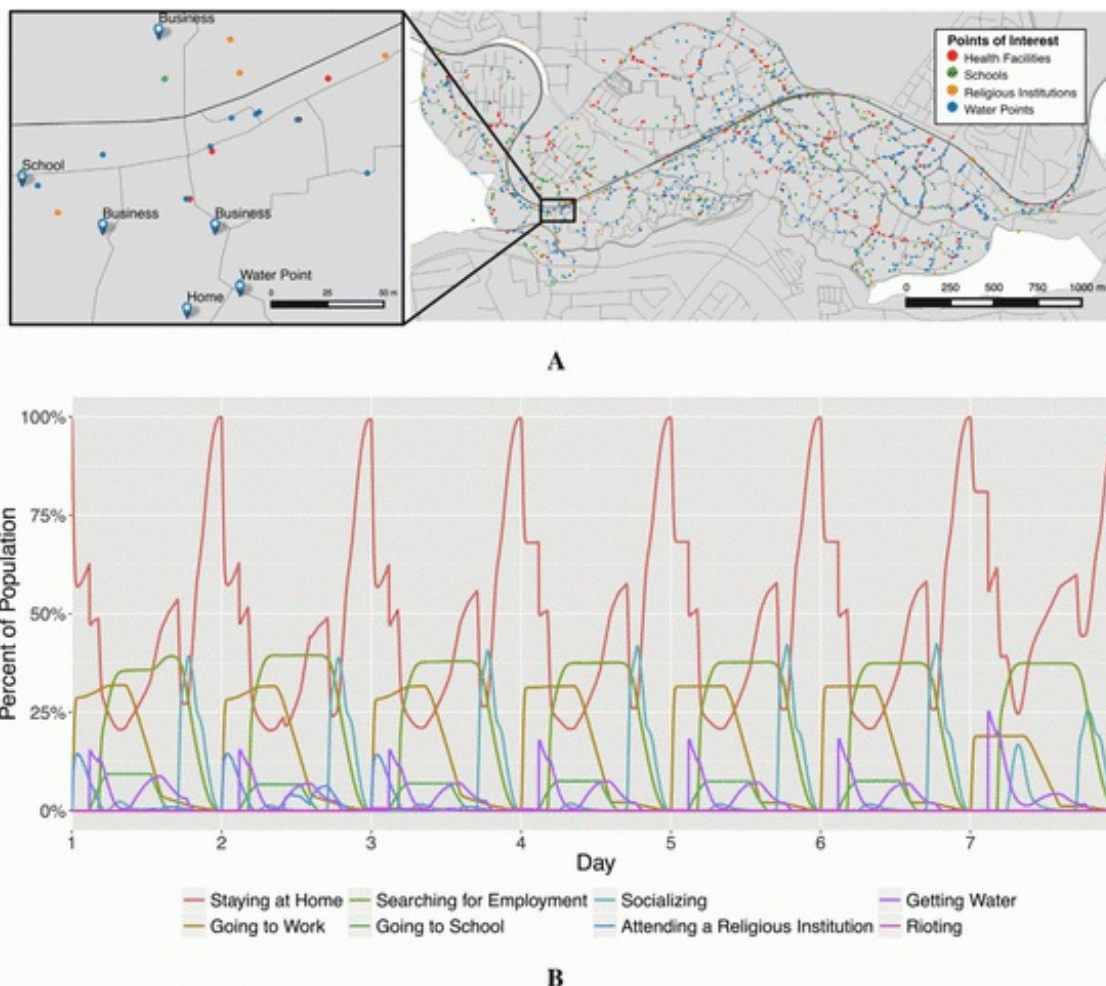 Business
School
Business
Business
Water Point
Home
0 25 50 m
Points of Interest
Health Facilities
Schools
Religious Institutions
Water Points
0 250 500 750 1000 m
A
100%
75%
50%
25%
0%
Percent of Population
1 2 3 4 5 6 7
Day
Staying at Home Searching for Employment Socializing Getting Water
Going to Work Going to School Attending a Religious Institution Rioting
B